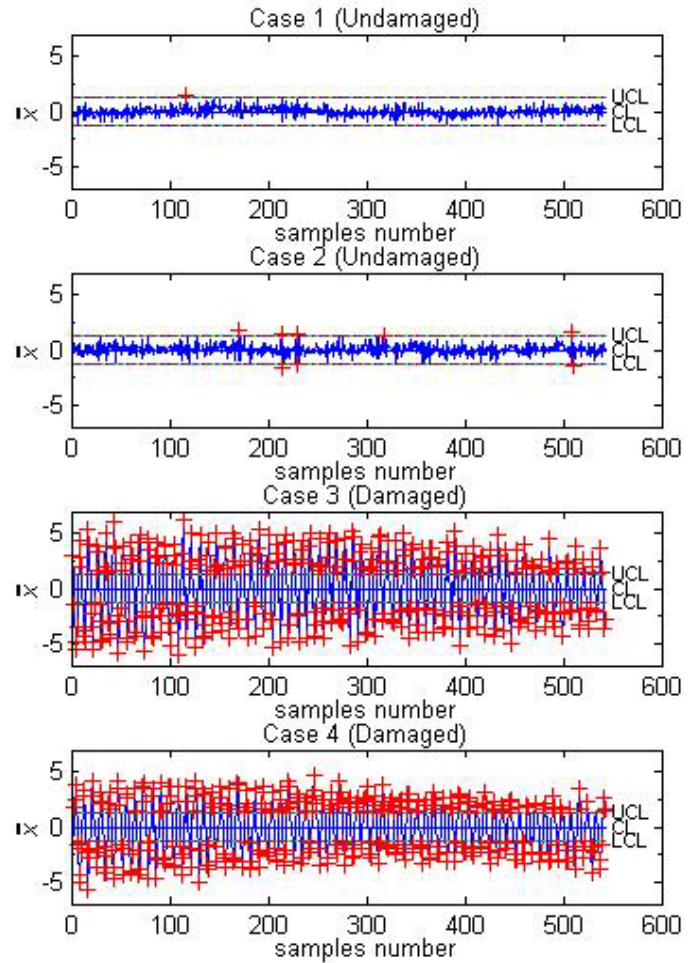 Case 1 (Undamaged)
5
UCL
x̄ 0 CL
LCL
-5
0 100 200 300 400 500 600
samples number
Case 2 (Undamaged)
5
UCL
x̄ 0 CL
LCL
-5
0 100 200 300 400 500 600
samples number
Case 3 (Damaged)
5
UCL
x̄ 0 CL
LCL
-5
0 100 200 300 400 500 600
samples number
Case 4 (Damaged)
5
UCL
x̄ 0 CL
LCL
-5
0 100 200 300 400 500 600
samples number